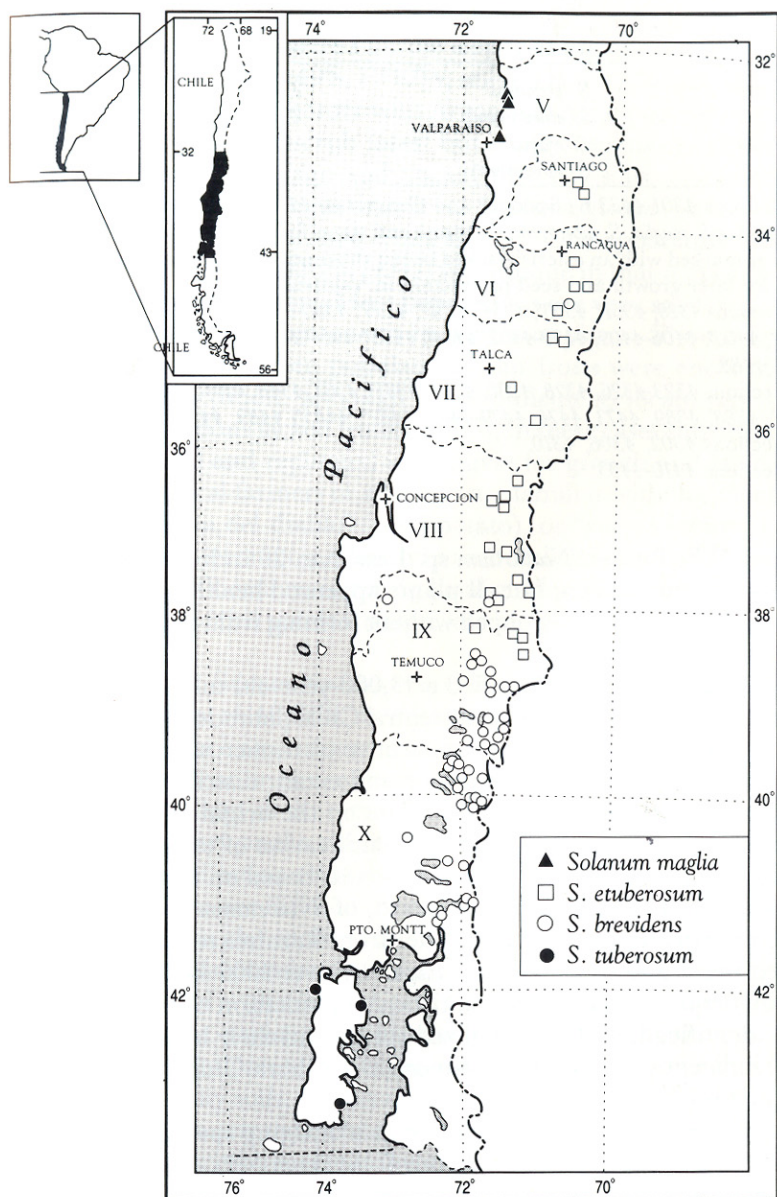 72 68 19
CHILE
32
43
CHILE
56
74° 72° 70°
32°
V
VALPARAISO
SANTIAGO
34°
RANCAGUA
VI
TALCA
VII
36° 36°
CONCEPCION
VIII
38° 38°
IX
TEMUCO
Oceano Pacifico
40° 40°
X
PTO. MONTT
42° 42°
Solanum maglia
S. etuberosum
S. brevidens
S. tuberosum
76° 74° 72° 70°